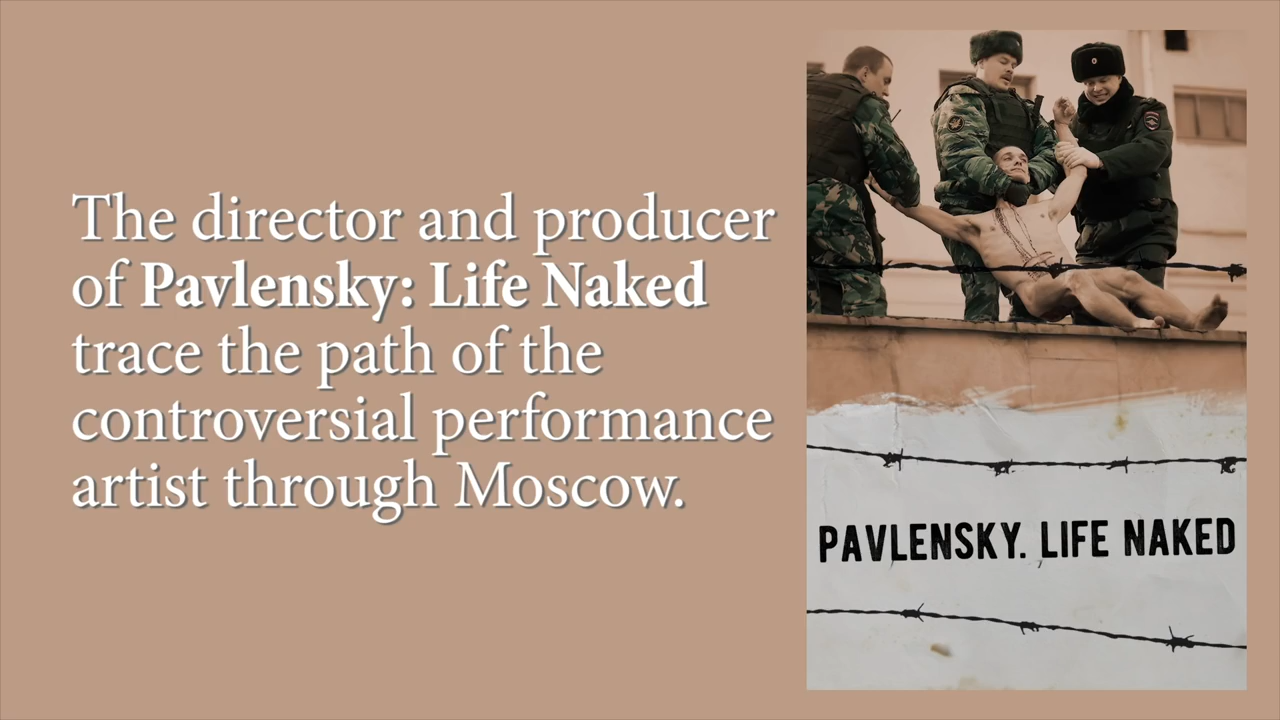 The director and producer
of Pavlensky: Life Naked
trace the path of the
controversial performance
artist through Moscow.
PAVLENSKY. LIFE NAKED